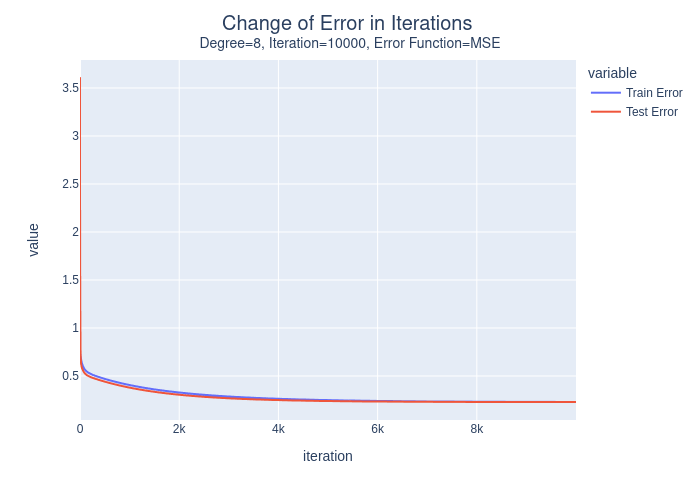 Change of Error in Iterations
Degree=8, Iteration=10000, Error Function=MSE
variable
Train Error
Test Error
3.5
3
2.5
2
1.5
1
0.5
value
0
2k
4k
6k
8k
iteration